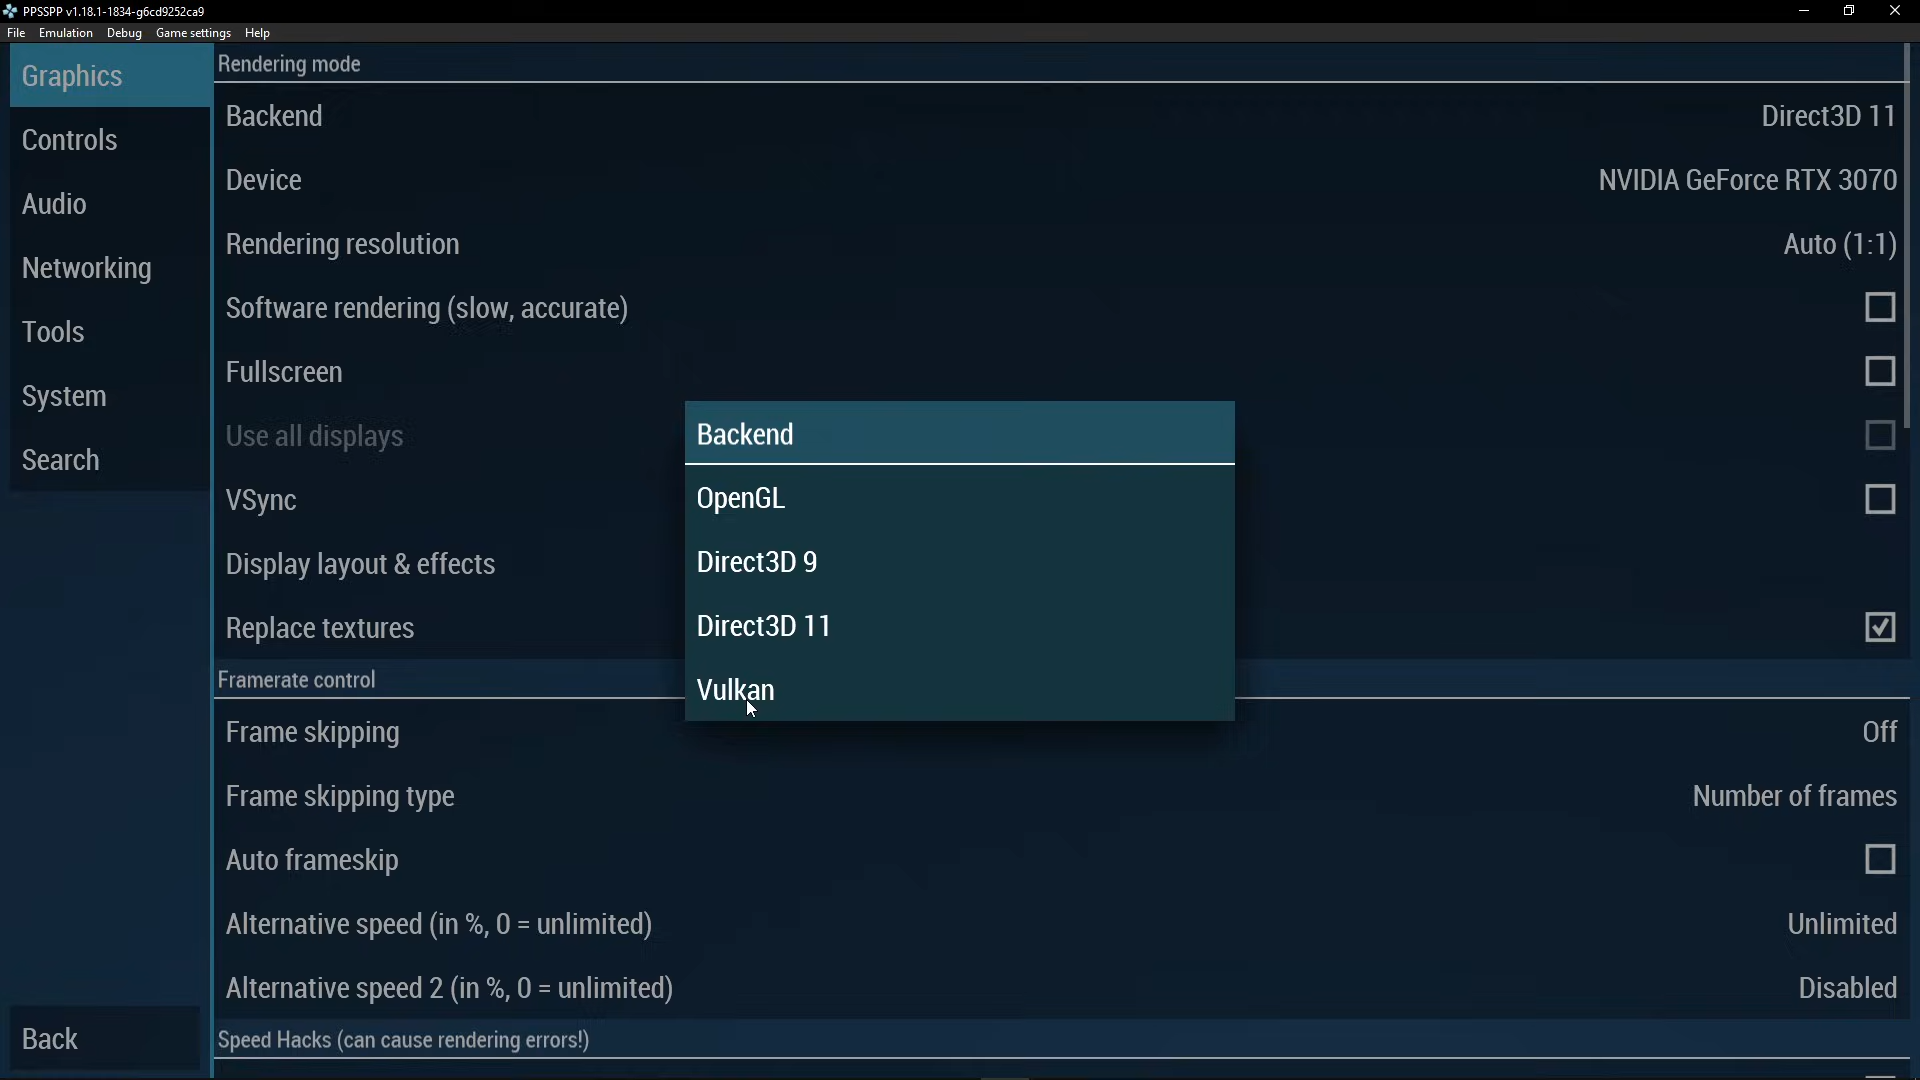 PPSSPP v1.18.1-1834-g6cd9252ca9
File Emulation Debug Game settings Help
Graphics
Controls
Audio
Networking
Tools
System
Search
Back
Rendering mode
Backend Direct3D 11
Device NVIDIA GeForce RTX 3070
Rendering resolution Auto (1:1)
Software rendering (slow, accurate)
Fullscreen
Use all displays
VSync
Display layout & effects
Replace textures
Framerate control
Frame skipping Off
Frame skipping type Number of frames
Auto frameskip
Alternative speed (in %, 0 = unlimited) Unlimited
Alternative speed 2 (in %, 0 = unlimited) Disabled
Speed Hacks (can cause rendering errors!)
Backend
OpenGL
Direct3D 9
Direct3D 11
Vulkan